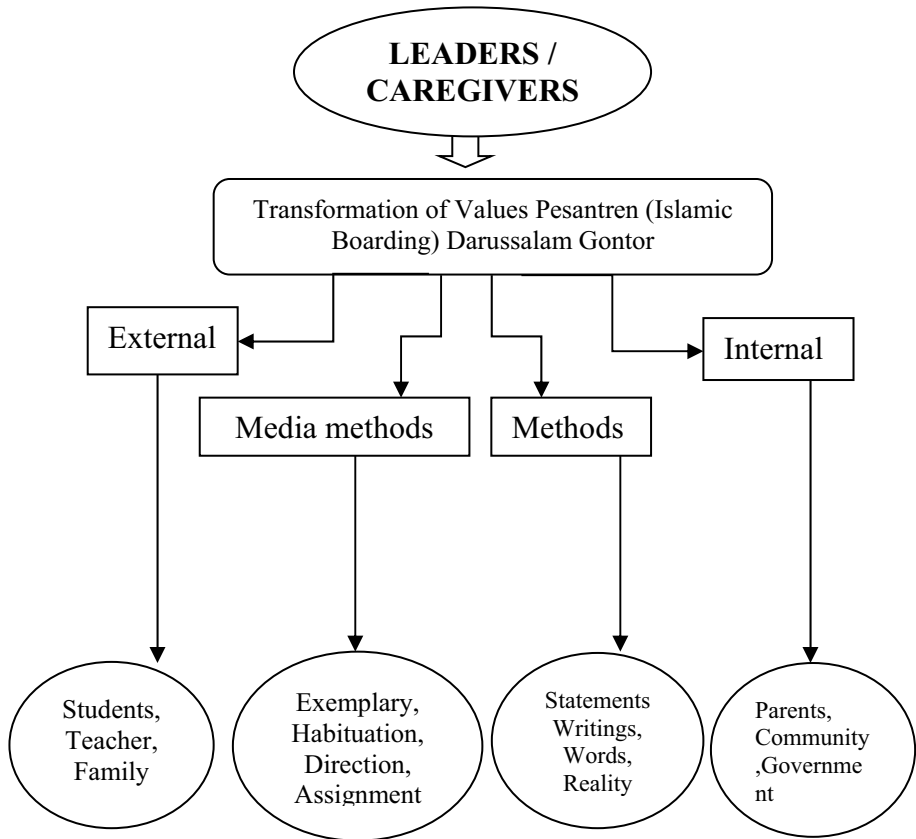 LEADERS /
CAREGIVERS
Transformation of Values Pesantren (Islamic
Boarding) Darussalam Gontor
External
Internal
Media methods
Methods
Students,
Teacher,
Family
Exemplary,
Habituation,
Direction,
Assignment
Statements
Writings,
Words,
Reality
Parents,
Community
,Governme
nt